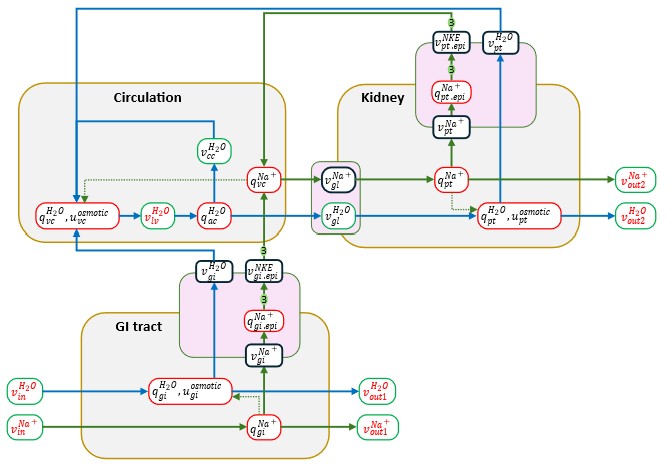 v_{pt.epi}^{NKE} v_{pt}^{H_2O}
3
3
q_{pt.epi}^{Na^+}
Circulation
Kidney
v_{pt}^{Na^+}
v_{cc}^{H_2O}
q_{vc}^{Na^+} v_{gl}^{Na^+} q_{pt}^{Na^+} v_{out2}^{Na^+}
q_{vc}^{H_2O}, u_{vc}^{osmotic} v_{lv}^{H_2O} q_{ac}^{H_2O} v_{gl}^{H_2O} q_{pt}^{H_2O}, u_{pt}^{osmotic} v_{out2}^{H_2O}
3
v_{gi}^{H_2O} v_{gi.epi}^{NKE}
3
GI tract
q_{gi.epi}^{Na^+}
v_{gi}^{Na^+}
v_{in}^{H_2O} q_{gi}^{H_2O}, u_{gi}^{osmotic} v_{out1}^{H_2O}
v_{in}^{Na^+} q_{gi}^{Na^+} v_{out1}^{Na^+}